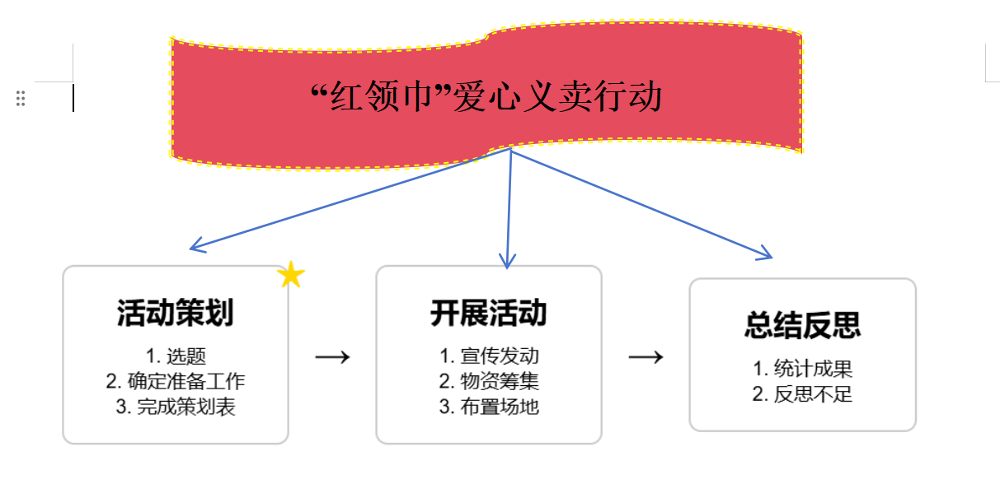 “红领巾”爱心义卖行动
活动策划
1. 选题
2. 确定准备工作
3. 完成策划表
开展活动
1. 宣传发动
2. 物资筹集
3. 布置场地
总结反思
1. 统计成果
2. 反思不足